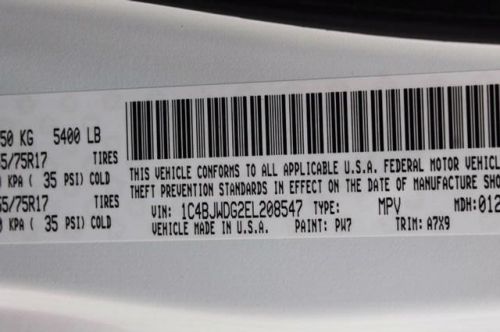 50 KG 5400 LB
5/75R17 TIRES
KPA ( 35 PSI) COLD
55/75R17 TIRES
0 KPA ( 35 PSI) COLD
THIS VEHICLE CONFORMS TO ALL APPLICABLE U.S.A. FEDERAL MOTOR VEHICL
THEFT PREVENTION STANDARDS IN EFFECT ON THE DATE OF MANUFACTURE SHO
VIN: 1C4BJWDG2EL208547 TYPE: MPV MDH:012
VEHICLE MADE IN U.S.A. PAINT: PW7 TRIM: A7X9